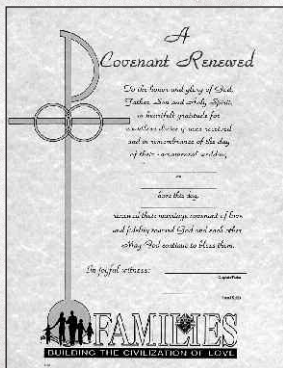 A
Covenant Renewed
To the honor and glory of God,
Father, Son and Holy Spirit,
in heartfelt gratitude for
countless divine graces received
and in remembrance of the day
of their sacramental wedding
on
have this day
renewed their marriage covenant of love
and fidelity toward God and each other
May God continue to bless them.
In joyful witness:
FAMILIES
BUILDING THE CIVILIZATION OF LOVE